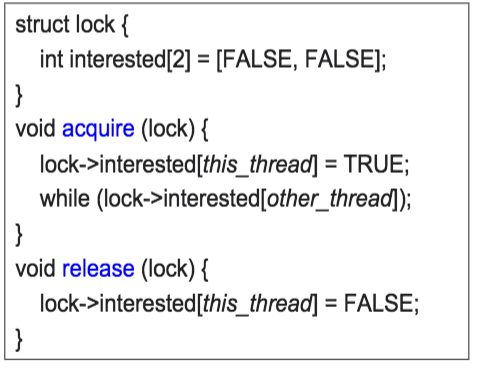 struct lock {
int interested[2] = [FALSE, FALSE];
}
void acquire (lock) {
lock->interested[this_thread] = TRUE;
while (lock->interested[other_thread]);
}
void release (lock) {
lock->interested[this_thread] = FALSE;
}